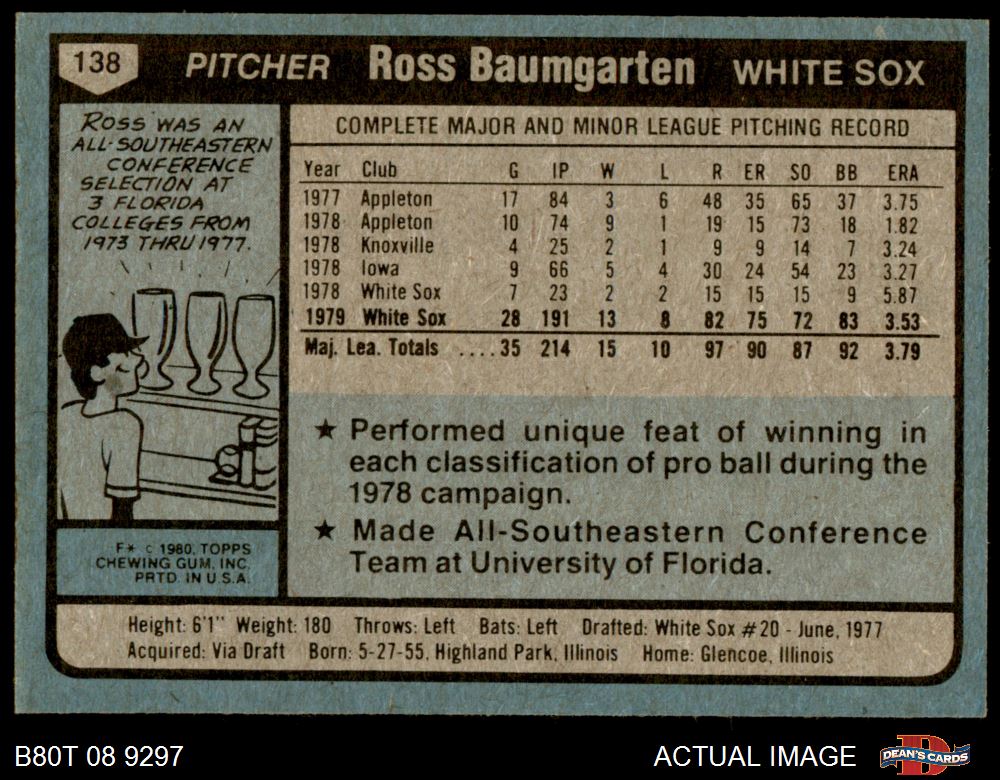 138 PITCHER Ross Baumgarten WHITE SOX
ROSS WAS AN
ALL-SOUTHEASTERN
CONFERENCE
SELECTION AT
3 FLORIDA
COLLEGES FROM
1973 THRU 1977.
COMPLETE MAJOR AND MINOR LEAGUE PITCHING RECORD
Year Club G IP W L R ER SO BB ERA
1977 Appleton 17 84 3 6 48 35 65 37 3.75
1978 Appleton 10 74 9 1 19 15 73 18 1.82
1978 Knoxville 4 25 2 1 9 9 14 7 3.24
1978 Iowa 9 66 5 4 30 24 54 23 3.27
1978 White Sox 7 23 2 2 15 15 15 9 5.87
1979 White Sox 28 191 13 8 82 75 72 83 3.53
Maj. Lea. Totals ....35 214 15 10 97 90 87 92 3.79
★ Performed unique feat of winning in
each classification of pro ball during the
1978 campaign.
★ Made All-Southeastern Conference
Team at University of Florida.
F* © 1980, TOPPS
CHEWING GUM, INC.
PRTD. IN U.S.A.
Height: 6'1" Weight: 180 Throws: Left Bats: Left Drafted: White Sox #20 - June, 1977
Acquired: Via Draft Born: 5-27-55, Highland Park, Illinois Home: Glencoe, Illinois
B80T 08 9297 ACTUAL IMAGE DEAN'S CARDS